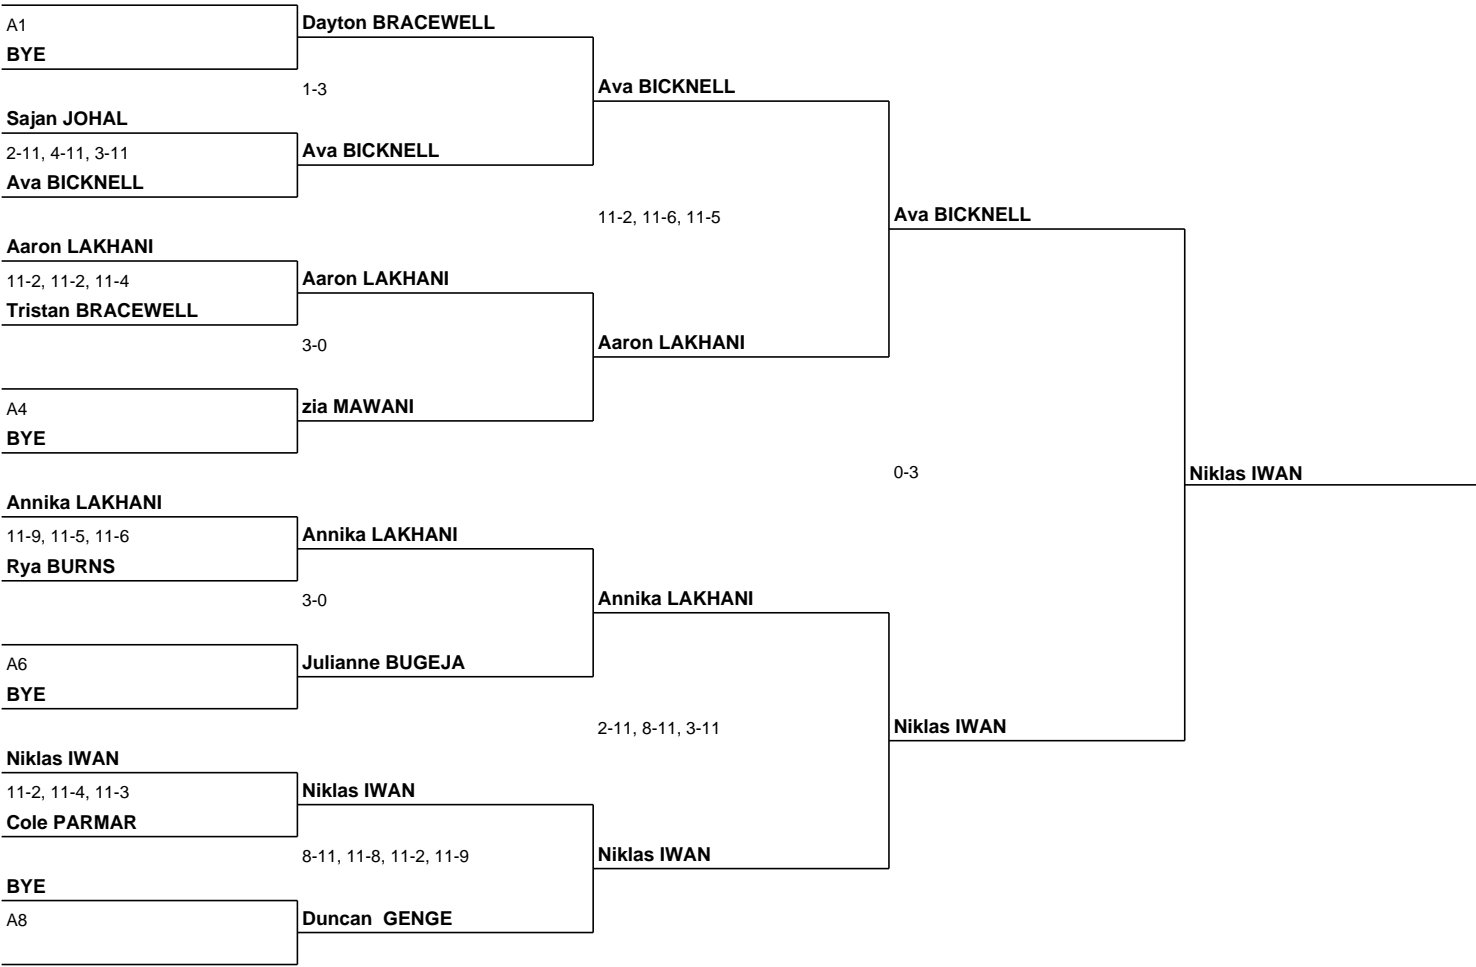 A1
BYE
Dayton BRACEWELL
1-3
Sajan JOHAL
2-11, 4-11, 3-11
Ava BICKNELL
Ava BICKNELL
Ava BICKNELL
11-2, 11-6, 11-5
Aaron LAKHANI
11-2, 11-2, 11-4
Tristan BRACEWELL
Aaron LAKHANI
3-0
A4
BYE
zia MAWANI
Aaron LAKHANI
Ava BICKNELL
0-3
Annika LAKHANI
11-9, 11-5, 11-6
Rya BURNS
Annika LAKHANI
3-0
A6
BYE
Julianne BUGEJA
Annika LAKHANI
2-11, 8-11, 3-11
Niklas IWAN
11-2, 11-4, 11-3
Cole PARMAR
Niklas IWAN
8-11, 11-8, 11-2, 11-9
BYE
A8
Duncan  GENGE
Niklas IWAN
Niklas IWAN
Niklas IWAN